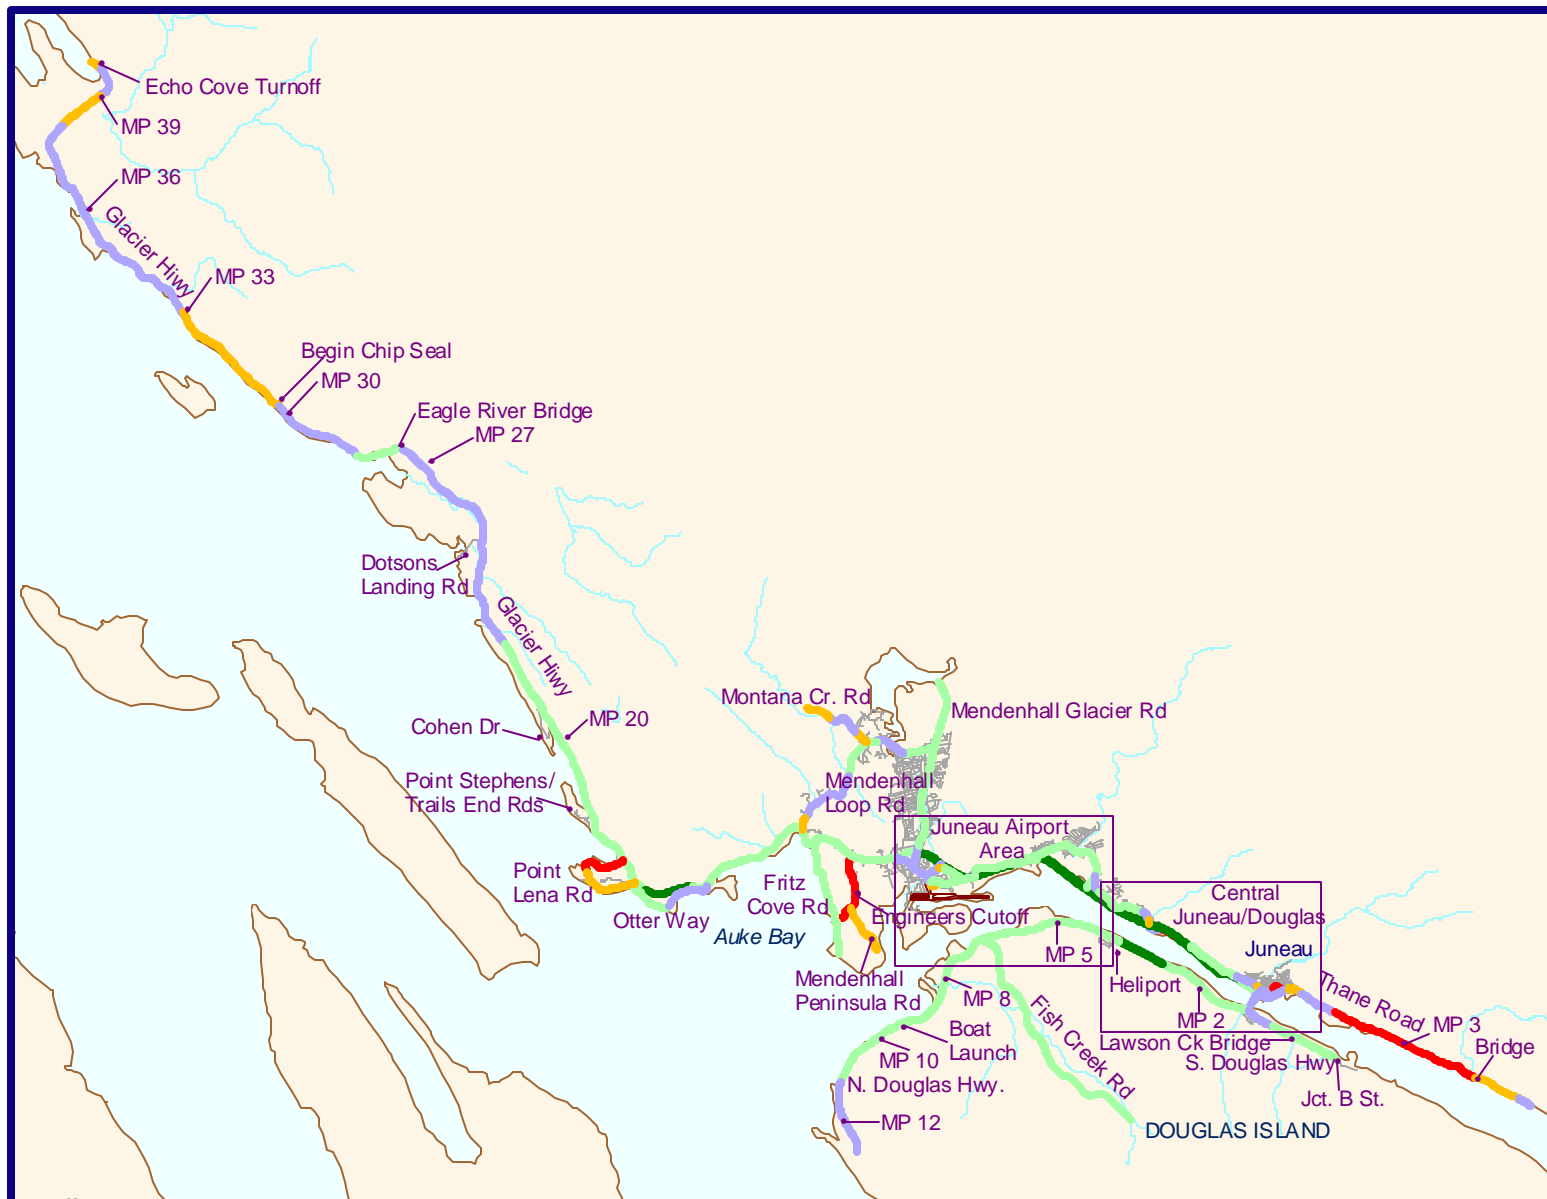 Echo Cove Turnoff
MP 39
MP 36
Glacier Hiwy
MP 33
Begin Chip Seal
MP 30
Eagle River Bridge
MP 27
Dotsons
Landing Rd
Glacier Hiwy
Cohen Dr
MP 20
Point Stephens/
Trails End Rds
Point
Lena Rd
Otter Way
Auke Bay
Montana Cr. Rd
Mendenhall Glacier Rd
Mendenhall
Loop Rd
Juneau Airport
Area
Fritz
Cove Rd
Engineers Cutoff
Mendenhall
Peninsula Rd
Central
Juneau/Douglas
Juneau
MP 5
Heliport
MP 8
MP 2
Thane Road
MP 3
Bridge
Boat
Launch
MP 10
N. Douglas Hwy.
MP 12
Fish Creek Rd
Lawson Ck Bridge
S. Douglas Hwy
Jct. B St.
DOUGLAS ISLAND